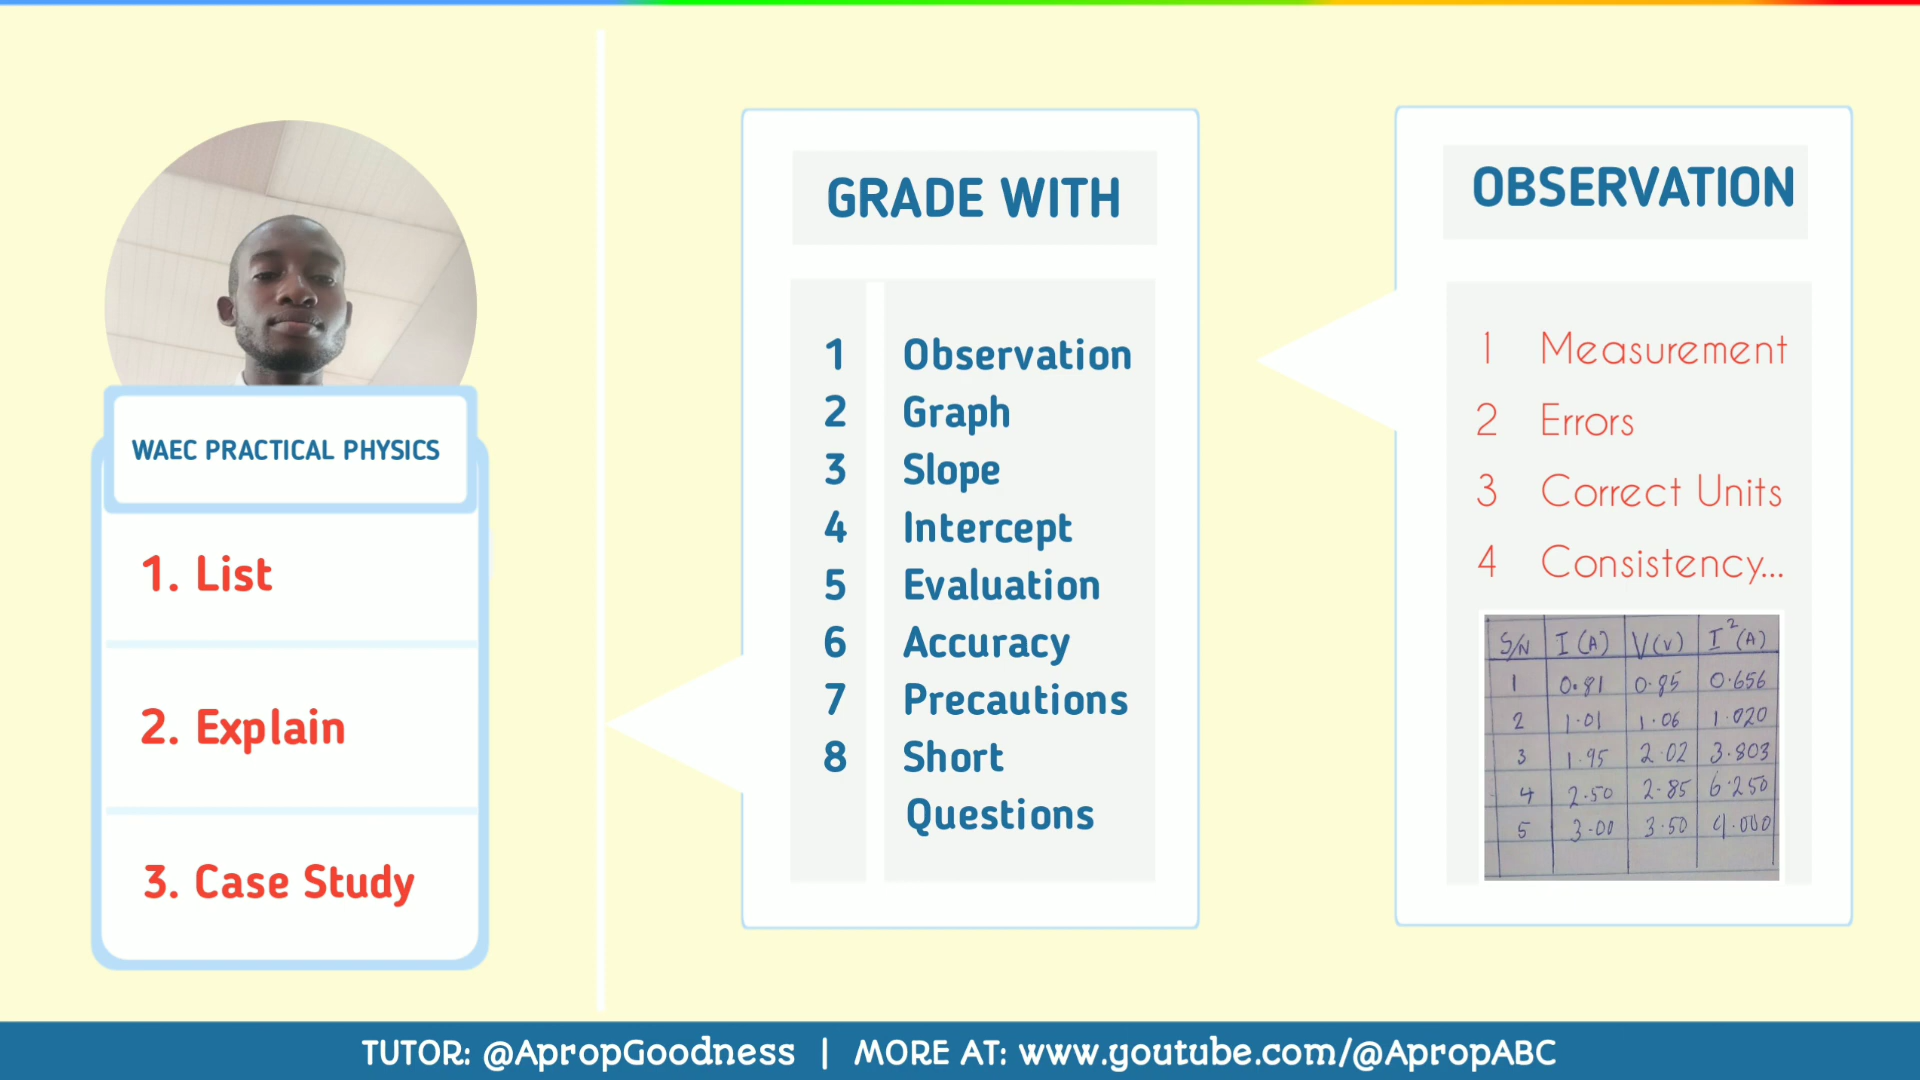 WAEC PRACTICAL PHYSICS
1. List
2. Explain
3. Case Study
GRADE WITH
1 Observation
2 Graph
3 Slope
4 Intercept
5 Evaluation
6 Accuracy
7 Precautions
8 Short
Questions
OBSERVATION
1 Measurement
2 Errors
3 Correct Units
4 Consistency...
S/N I (A) V(v) I²(A)
1 0.81 0.85 0.656
2 1.01 1.06 1.020
3 1.95 2.02 3.803
4 2.50 2.85 6.250
5 3.00 3.50 9.000
TUTOR: @ApropGoodness | MORE AT: www.youtube.com/@ApropABC